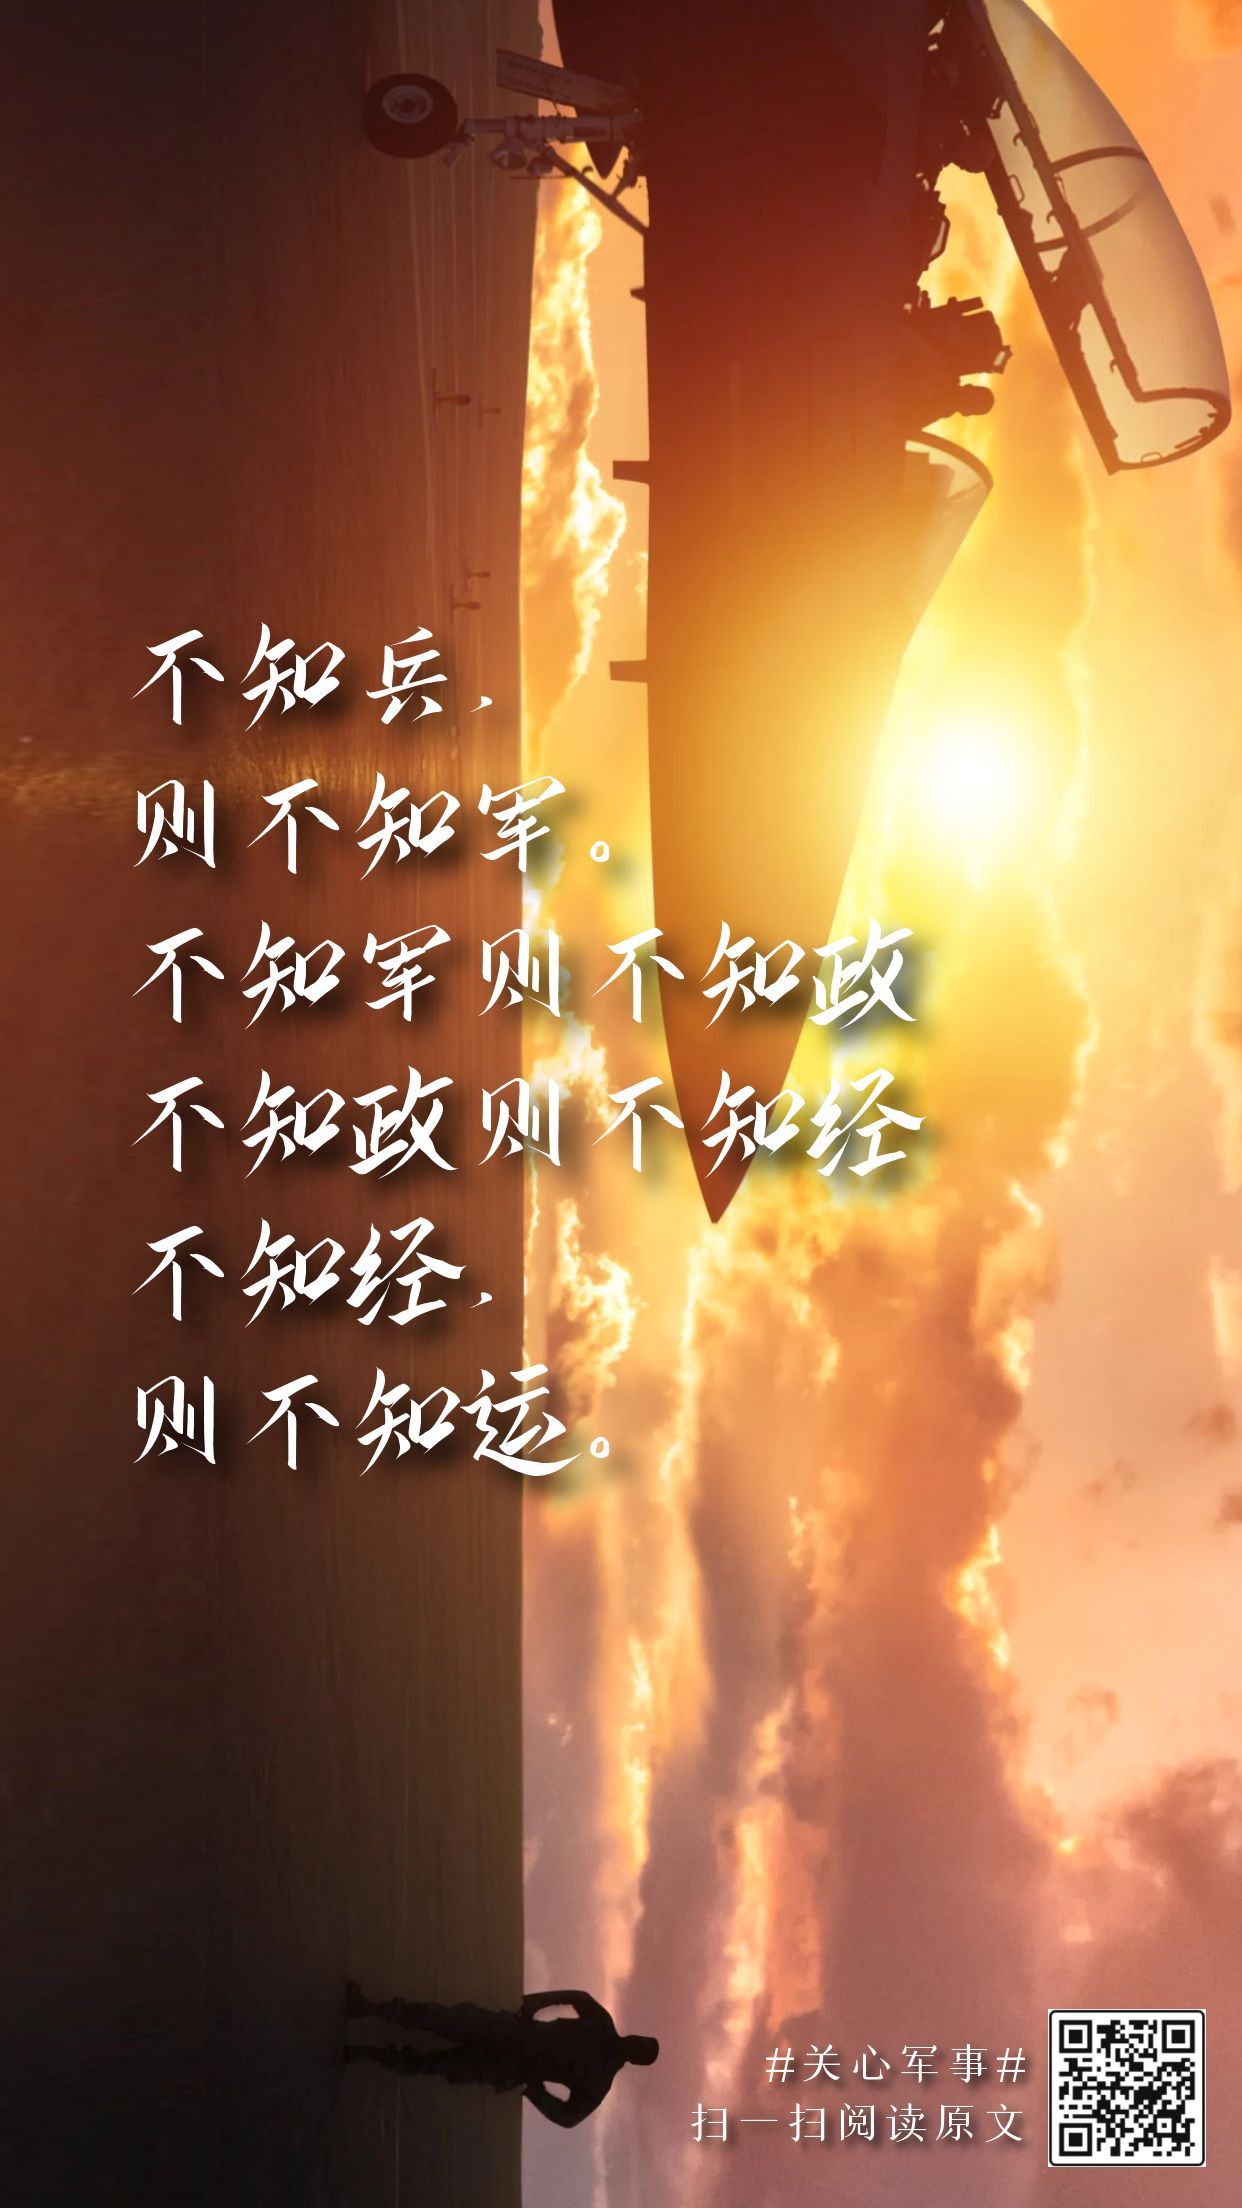 不知兵，
则不知军。
不知军则不知政
不知政则不知经
不知经，
则不知运。
#关心军事#
扫一扫阅读原文